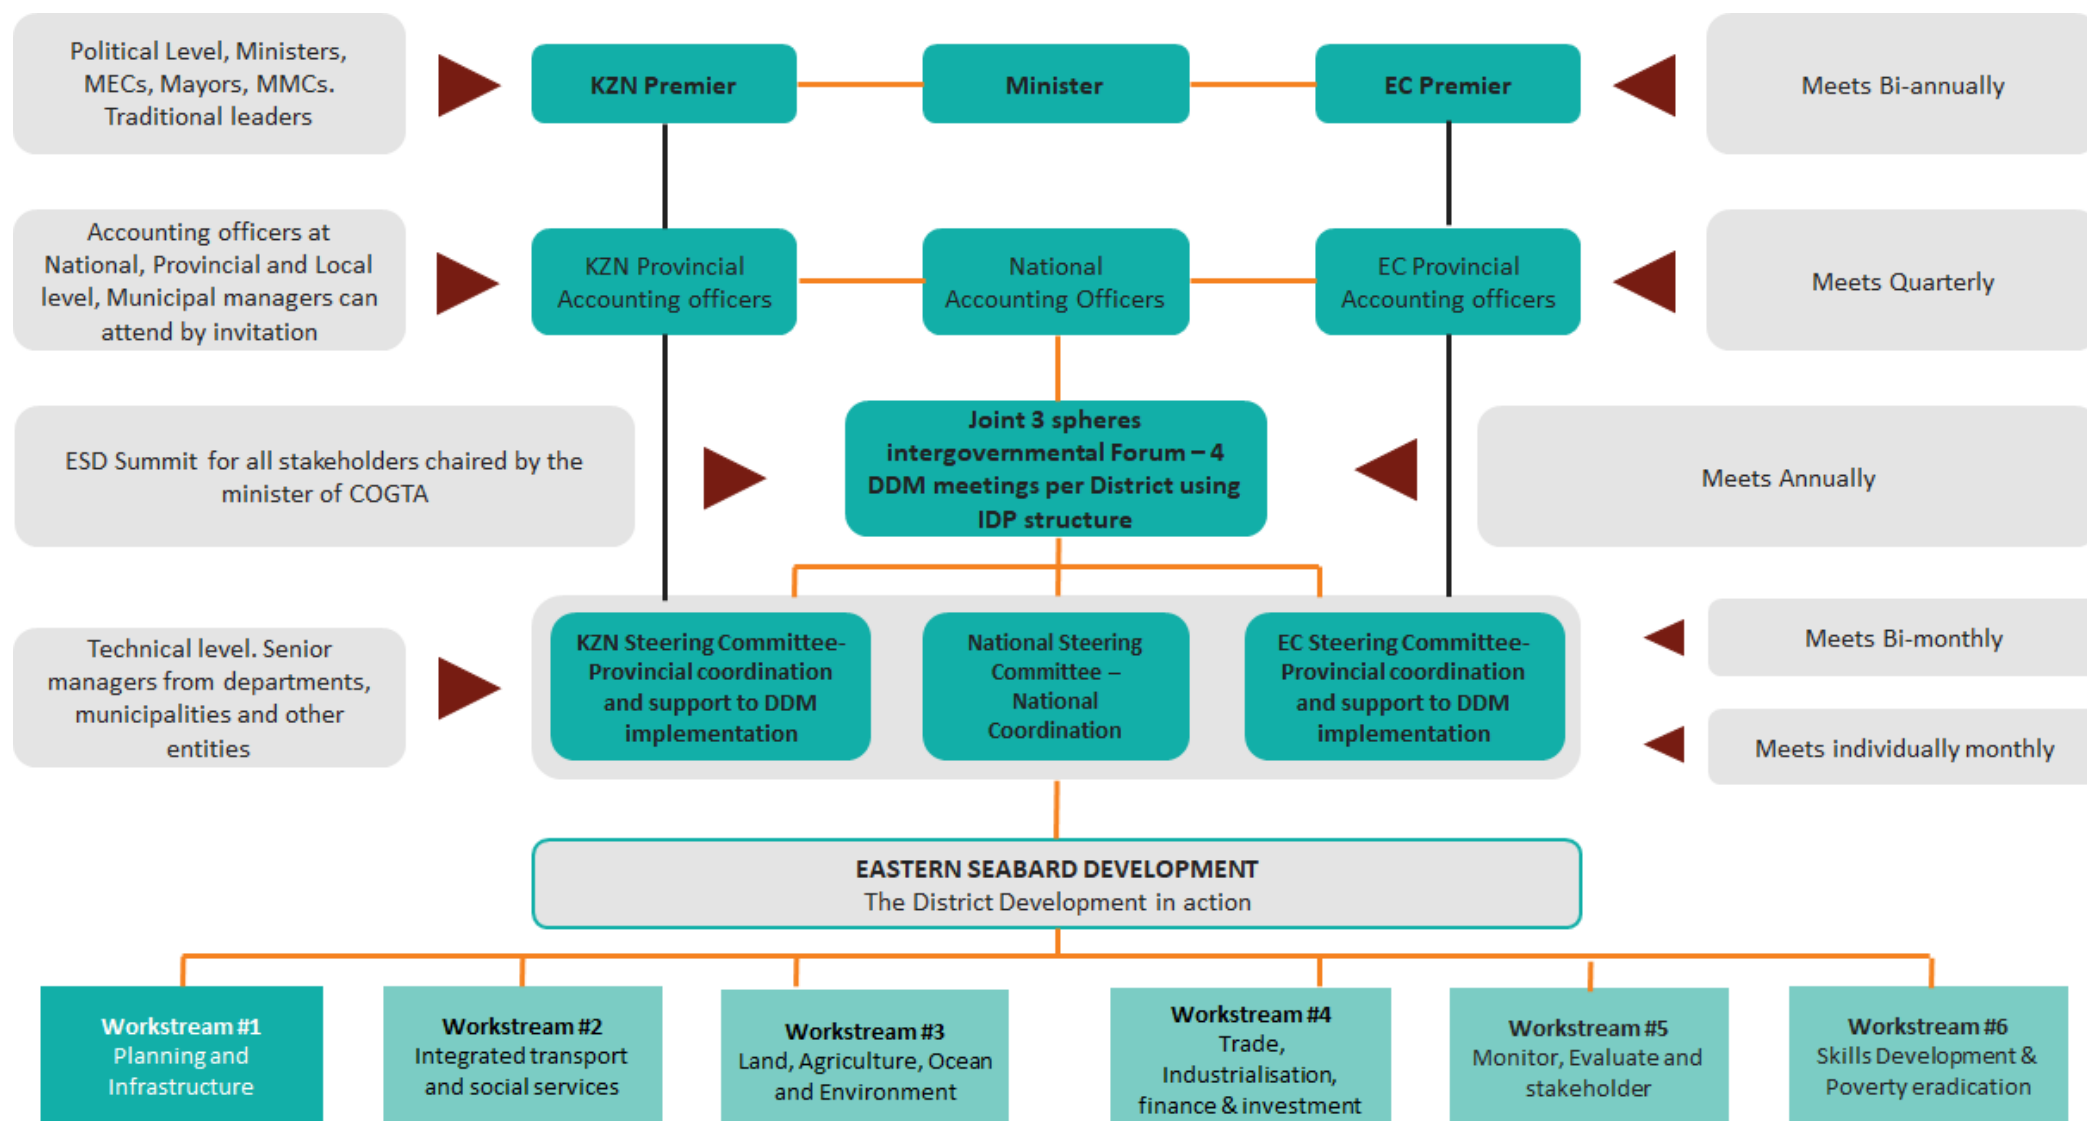 Political Level, Ministers,
MECs, Mayors, MMCs.
Traditional leaders
KZN Premier
Minister
EC Premier
Meets Bi-annually
Accounting officers at
National, Provincial and Local
level, Municipal managers can
attend by invitation
KZN Provincial
Accounting officers
National
Accounting Officers
EC Provincial
Accounting officers
Meets Quarterly
ESD Summit for all stakeholders chaired by the
minister of COGTA
Joint 3 spheres
intergovernmental Forum – 4
DDM meetings per District using
IDP structure
Meets Annually
Technical level. Senior
managers from departments,
municipalities and other
entities
KZN Steering Committee-
Provincial coordination
and support to DDM
implementation
National Steering
Committee –
National
Coordination
EC Steering Committee-
Provincial coordination
and support to DDM
implementation
Meets Bi-monthly
Meets individually monthly
EASTERN SEABARD DEVELOPMENT
The District Development in action
Workstream #1
Planning and
Infrastructure
Workstream #2
Integrated transport
and social services
Workstream #3
Land, Agriculture, Ocean
and Environment
Workstream #4
Trade,
Industrialisation,
finance & investment
Workstream #5
Monitor, Evaluate and
stakeholder
Workstream #6
Skills Development &
Poverty eradication